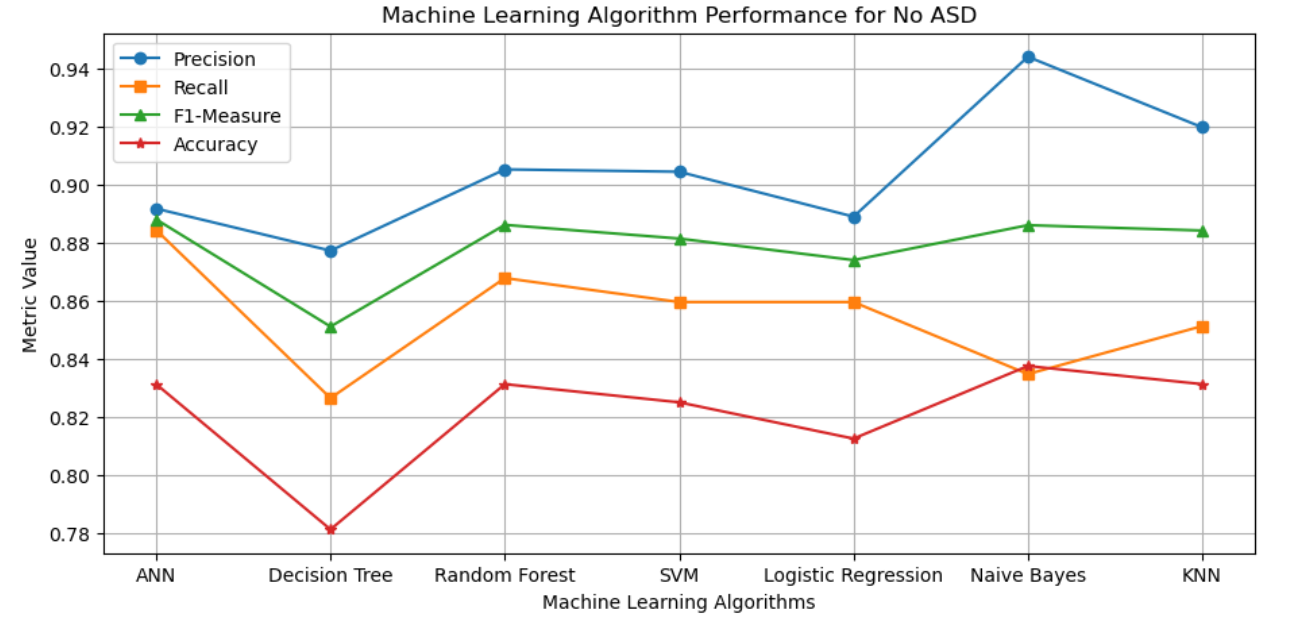 Machine Learning Algorithm Performance for No ASD
Precision
Recall
F1-Measure
Accuracy
0.94
0.92
0.90
0.88
0.86
0.84
0.82
0.80
0.78
Metric Value
ANN Decision Tree Random Forest SVM Logistic Regression Naive Bayes KNN
Machine Learning Algorithms